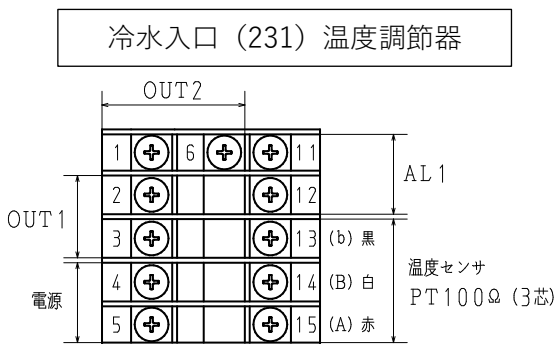 冷水入口（231）温度調節器
OUT2
1 6 11
AL1
2 12
OUT1
3 13 (b) 黒
温度センサ
4 14 (B) 白
PT100Ω (3芯)
電源
5 15 (A) 赤